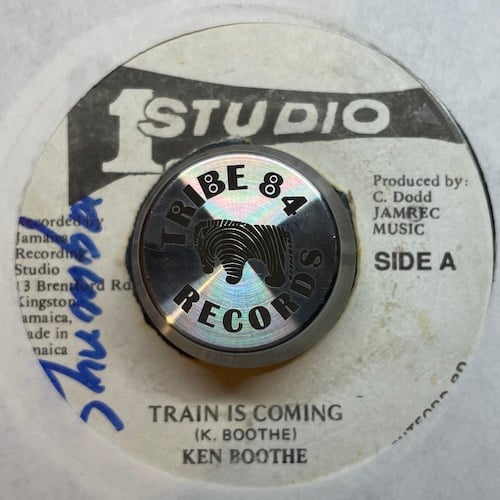 1 STUDIO
TRIBE 84
RECORDS
Produced by:
C. Dodd
JAMREC
MUSIC
SIDE A
Recorded by
Jamaica
Recording
Studio
13 Brentford Rd
Kingston
Jamaica,
Made in
Jamaica
TRAIN IS COMING
(K. BOOTHE)
KEN BOOTHE